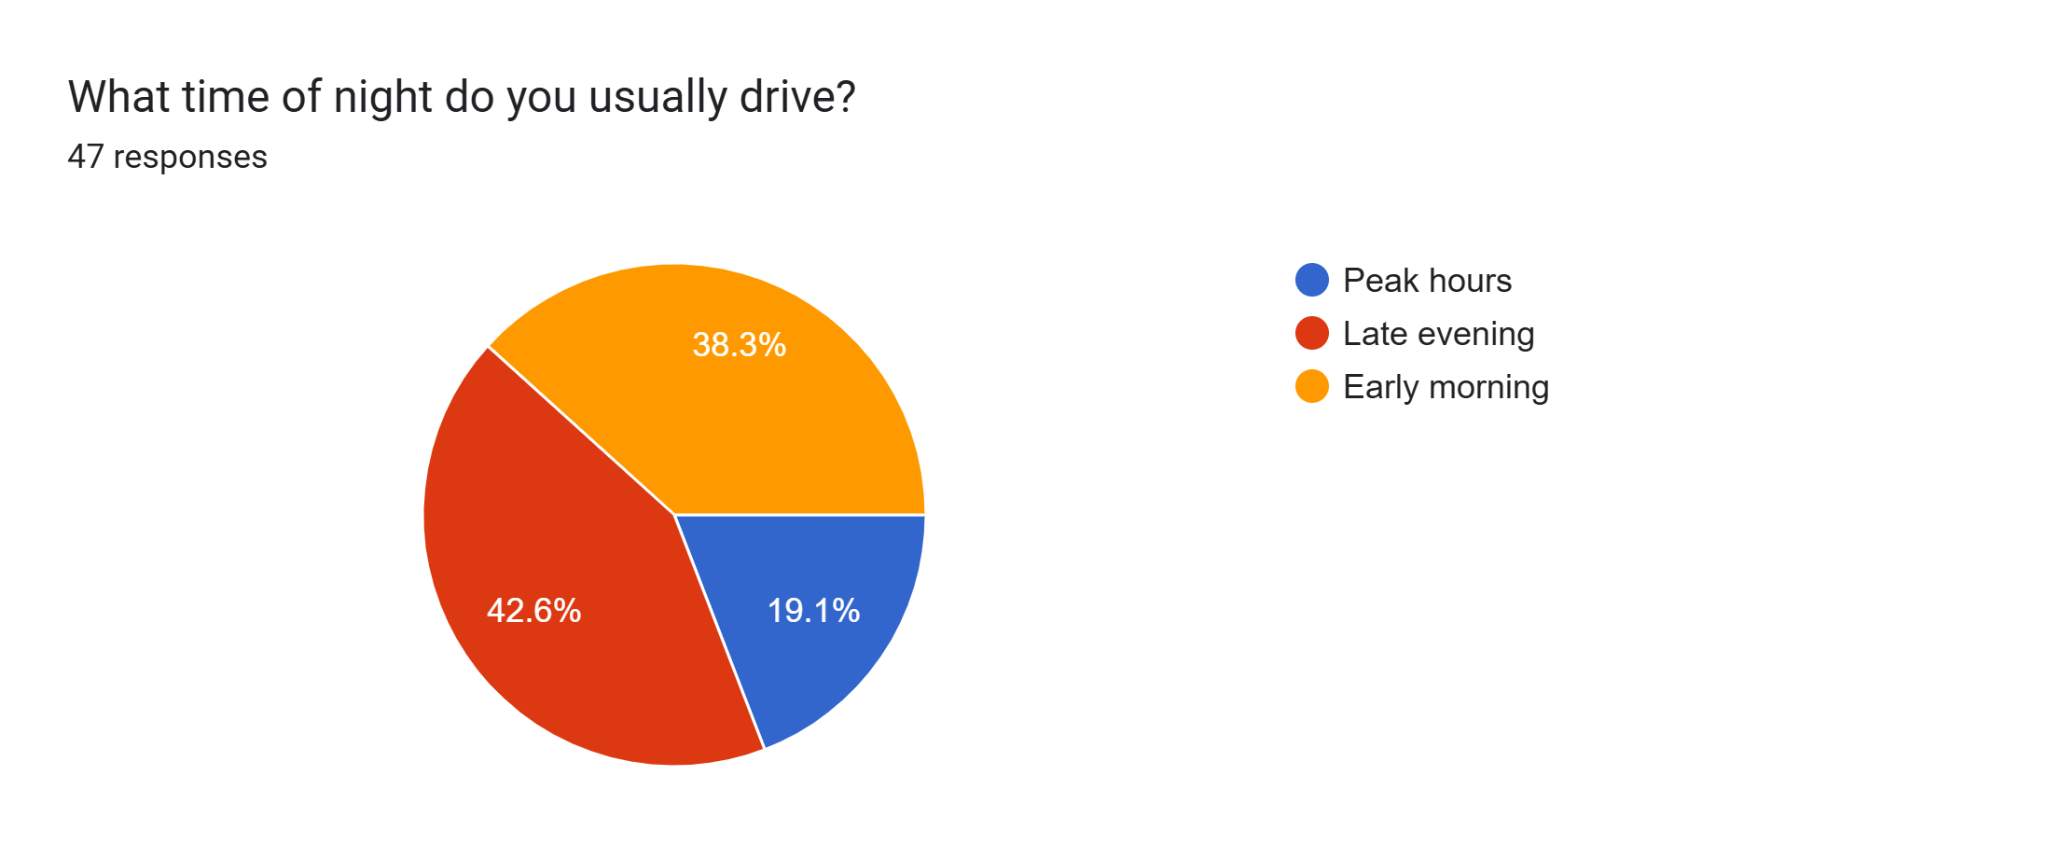 What time of night do you usually drive?
47 responses
38.3%
42.6%
19.1%
Peak hours
Late evening
Early morning